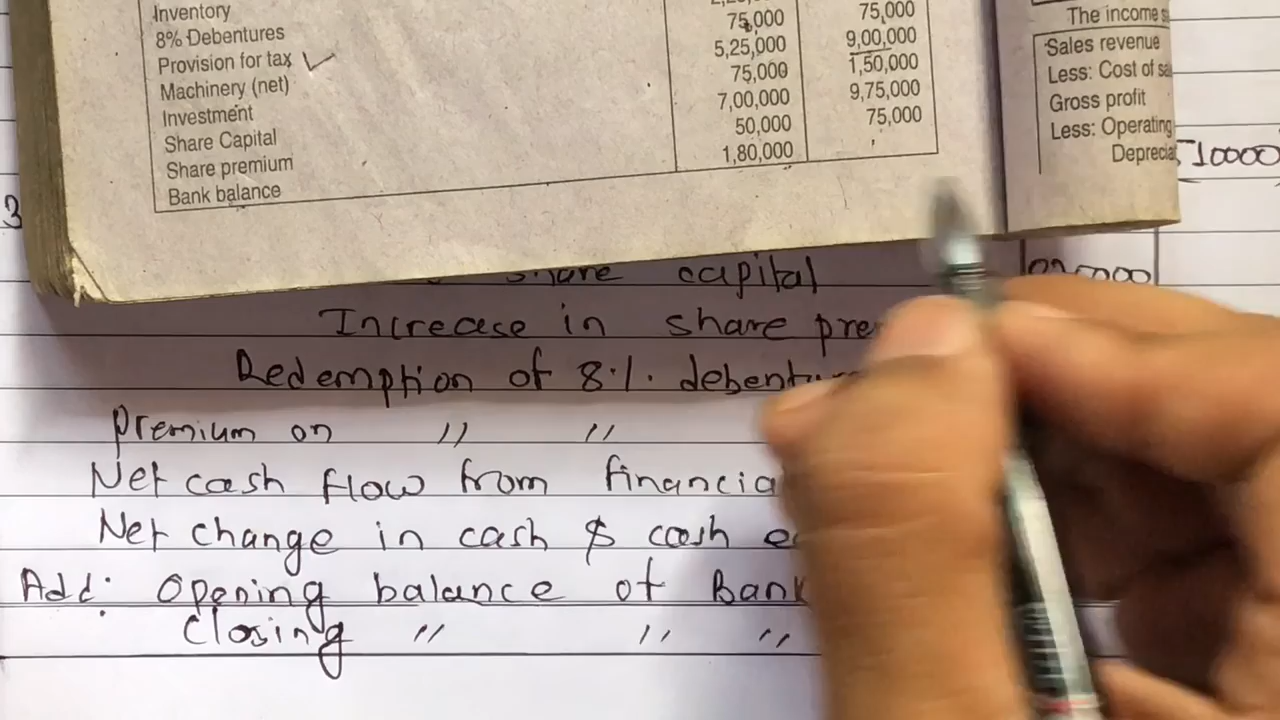 Inventory
8% Debentures 75,000 75,000
Provision for tax 5,25,000 9,00,000
Machinery (net) 75,000 1,50,000
Investment 7,00,000 9,75,000
Share Capital 50,000 75,000
Share premium 1,80,000
Bank balance
The income
Sales revenue
Less: Cost of
Gross profit
Less: Operating
10000
3
share capital
Increase in share
Redemption of 8%.
premium on " "
Net cash flow from
Net change in cash $ cash
Add: Opening balance of Bank
Closing " " "